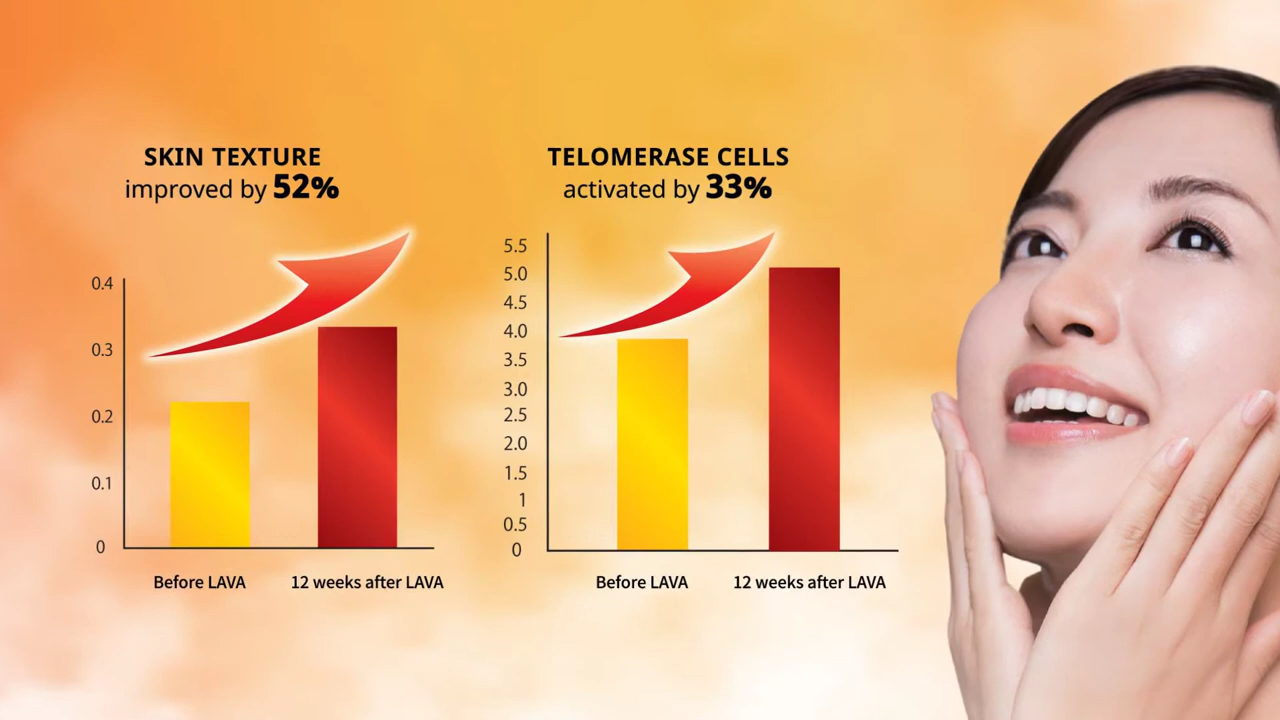 SKIN TEXTURE
improved by 52%
0.4
0.3
0.2
0.1
0
Before LAVA
12 weeks after LAVA
TELOMERASE CELLS
activated by 33%
5.5
5.0
4.5
4.0
3.5
3.0
2.5
2.0
1.5
1
0.5
0
Before LAVA
12 weeks after LAVA